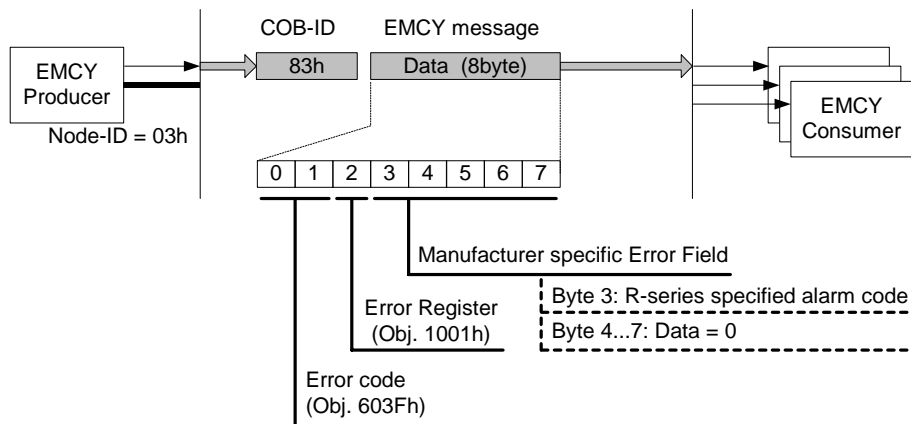 COB-ID
EMCY message
EMCY
Producer
83h
Data (8byte)
EMCY
Consumer
Node-ID = 03h
0 1 2 3 4 5 6 7
Manufacturer specific Error Field
Byte 3: R-series specified alarm code
Byte 4...7: Data = 0
Error Register
(Obj. 1001h)
Error code
(Obj. 603Fh)